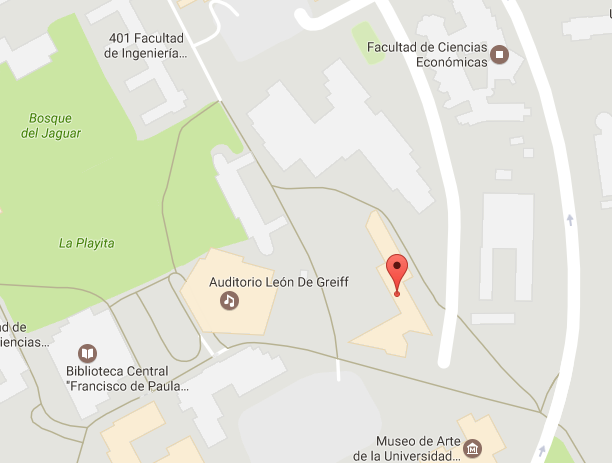 401 Facultad
de Ingeniería...
Facultad de Ciencias
Económicas
Bosque
del Jaguar
La Playita
Auditorio León De Greiff
ad de
iencias...
Biblioteca Central
"Francisco de Paula...
Museo de Arte
de la Universidad...